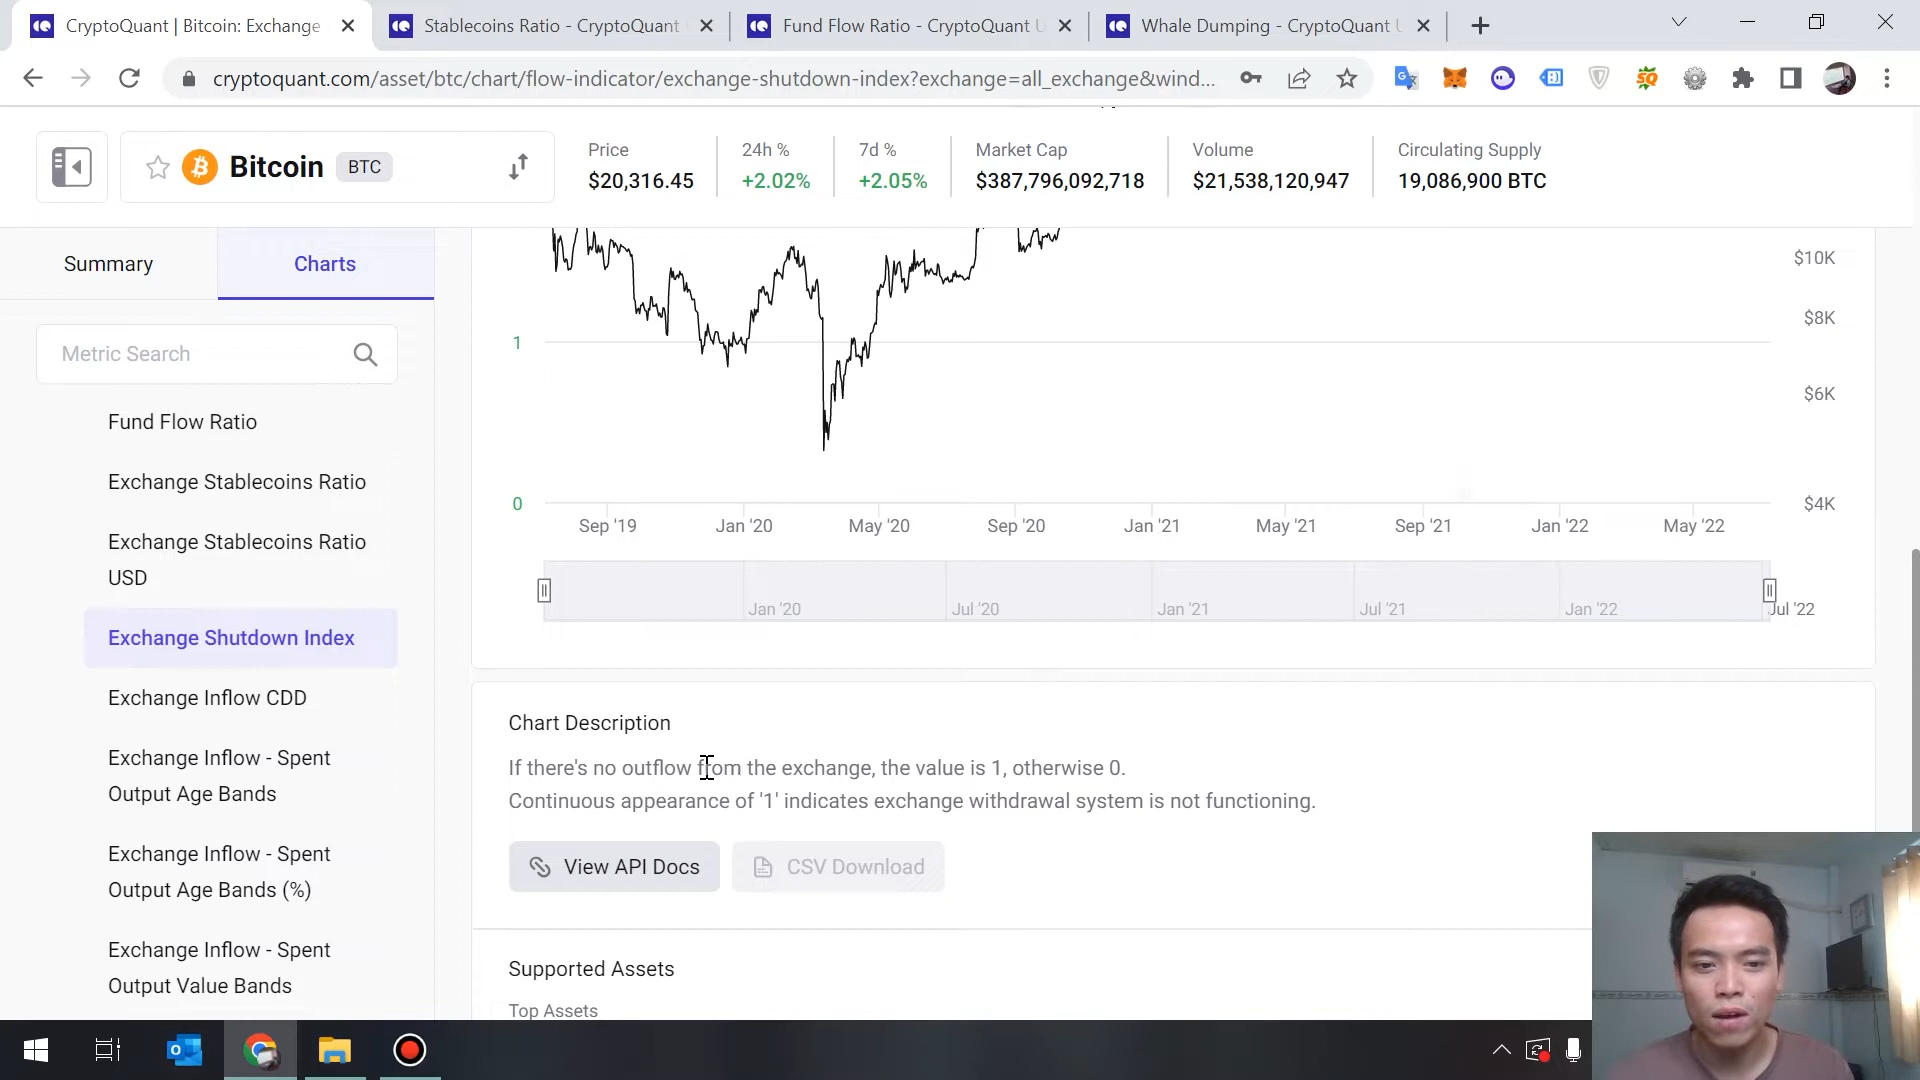 CryptoQuant | Bitcoin: Exchange
Stablecoins Ratio - CryptoQuant
Fund Flow Ratio - CryptoQuant U
Whale Dumping - CryptoQuant U
cryptoquant.com/asset/btc/chart/flow-indicator/exchange-shutdown-index?exchange=all_exchange&wind...
Bitcoin BTC
Price
$20,316.45
24h %
+2.02%
7d %
+2.05%
Market Cap
$387,796,092,718
Volume
$21,538,120,947
Circulating Supply
19,086,900 BTC
Summary
Charts
Metric Search
Fund Flow Ratio
Exchange Stablecoins Ratio
Exchange Stablecoins Ratio
USD
Exchange Shutdown Index
Exchange Inflow CDD
Exchange Inflow - Spent
Output Age Bands
Exchange Inflow - Spent
Output Age Bands (%)
Exchange Inflow - Spent
Output Value Bands
1
0
$10K
$8K
$6K
$4K
Sep '19 Jan '20 May '20 Sep '20 Jan '21 May '21 Sep '21 Jan '22 May '22
Jan '20 Jul '20 Jan '21 Jul '21 Jan '22 Jul '22
Chart Description
If there's no outflow from the exchange, the value is 1, otherwise 0.
Continuous appearance of '1' indicates exchange withdrawal system is not functioning.
View API Docs
CSV Download
Supported Assets
Top Assets